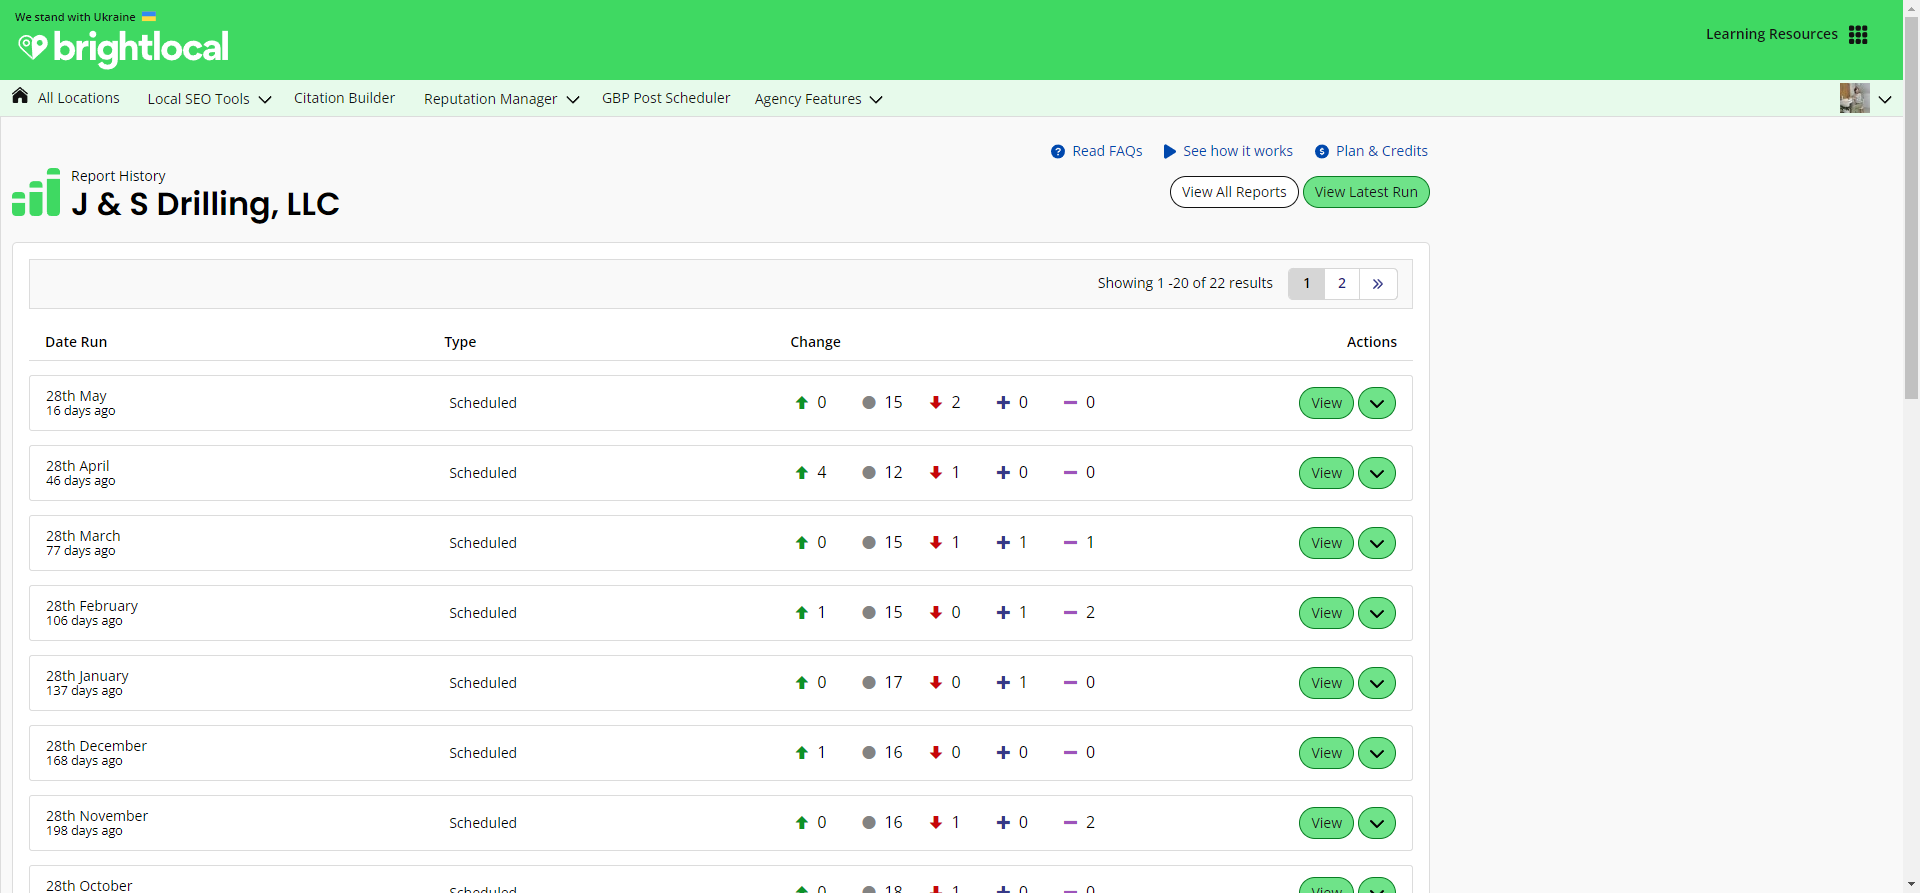 We stand with Ukraine
brightlocal
Learning Resources
All Locations Local SEO Tools Citation Builder Reputation Manager GBP Post Scheduler Agency Features
Read FAQs See how it works Plan & Credits
Report History
J & S Drilling, LLC
View All Reports View Latest Run
Showing 1 -20 of 22 results 1 2 »
Date Run Type Change Actions
28th May
16 days ago
Scheduled 0 15 2 0 0 View
28th April
46 days ago
Scheduled 4 12 1 0 0 View
28th March
77 days ago
Scheduled 0 15 1 1 1 View
28th February
106 days ago
Scheduled 1 15 0 1 2 View
28th January
137 days ago
Scheduled 0 17 0 1 0 View
28th December
168 days ago
Scheduled 1 16 0 0 0 View
28th November
198 days ago
Scheduled 0 16 1 0 2 View
28th October
Scheduled 0 18 1 0 0 View